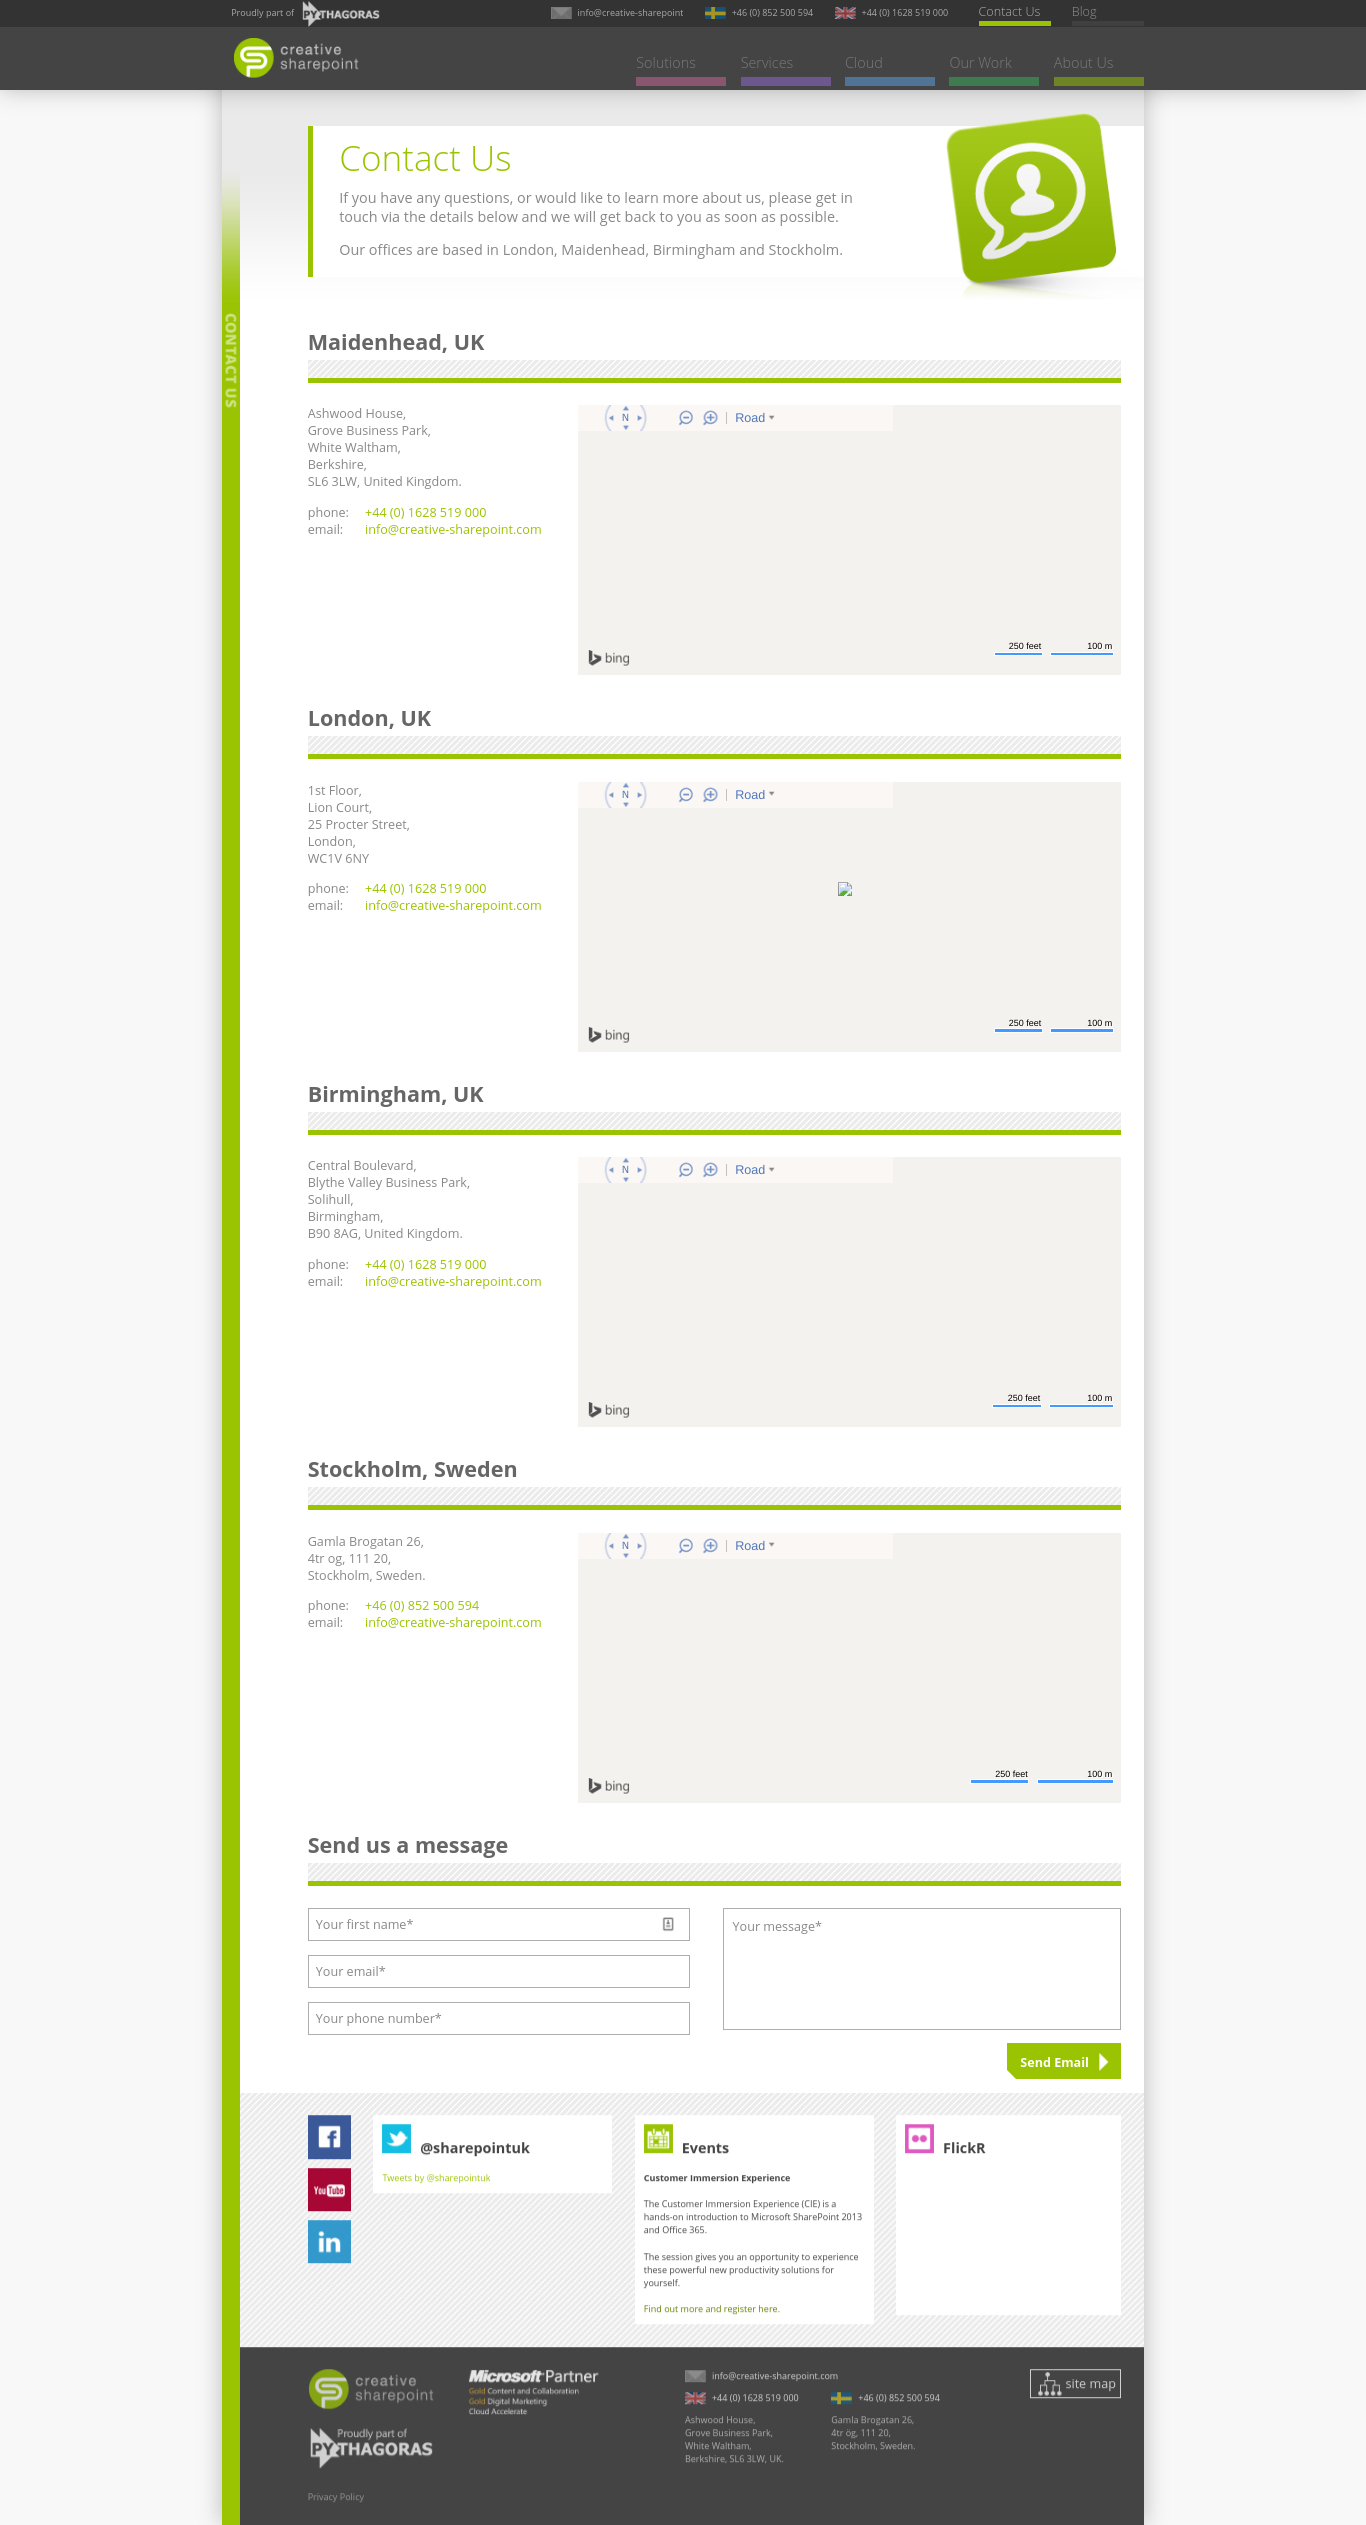 Proudly part of PYTHAGORAS
info@creative-sharepoint
+46 (0) 852 500 594
+44 (0) 1628 519 000
Contact Us
Blog
creative
sharepoint
Solutions
Services
Cloud
Our Work
About Us
CONTACT US
Contact Us
If you have any questions, or would like to learn more about us, please get in
touch via the details below and we will get back to you as soon as possible.
Our offices are based in London, Maidenhead, Birmingham and Stockholm.
Maidenhead, UK
Ashwood House,
Grove Business Park,
White Waltham,
Berkshire,
SL6 3LW, United Kingdom.
phone: +44 (0) 1628 519 000
email: info@creative-sharepoint.com
N
Road
bing
250 feet
100 m
London, UK
1st Floor,
Lion Court,
25 Procter Street,
London,
WC1V 6NY
phone: +44 (0) 1628 519 000
email: info@creative-sharepoint.com
N
Road
bing
250 feet
100 m
Birmingham, UK
Central Boulevard,
Blythe Valley Business Park,
Solihull,
Birmingham,
B90 8AG, United Kingdom.
phone: +44 (0) 1628 519 000
email: info@creative-sharepoint.com
N
Road
bing
250 feet
100 m
Stockholm, Sweden
Gamla Brogatan 26,
4tr og, 111 20,
Stockholm, Sweden.
phone: +46 (0) 852 500 594
email: info@creative-sharepoint.com
N
Road
bing
250 feet
100 m
Send us a message
Your first name*
Your email*
Your phone number*
Your message*
Send Email
YouTube
in
@sharepointuk
Tweets by @sharepointuk
Events
Customer Immersion Experience
The Customer Immersion Experience (CIE) is a
hands-on introduction to Microsoft SharePoint 2013
and Office 365.
The session gives you an opportunity to experience
these powerful new productivity solutions for
yourself.
Find out more and register here.
FlickR
creative
sharepoint
Proudly part of
PYTHAGORAS
Privacy Policy
Microsoft Partner
Gold Content and Collaboration
Gold Digital Marketing
Cloud Accelerate
info@creative-sharepoint.com
+44 (0) 1628 519 000
Ashwood House,
Grove Business Park,
White Waltham,
Berkshire, SL6 3LW, UK.
+46 (0) 852 500 594
Gamla Brogatan 26,
4tr ög, 111 20,
Stockholm, Sweden.
site map